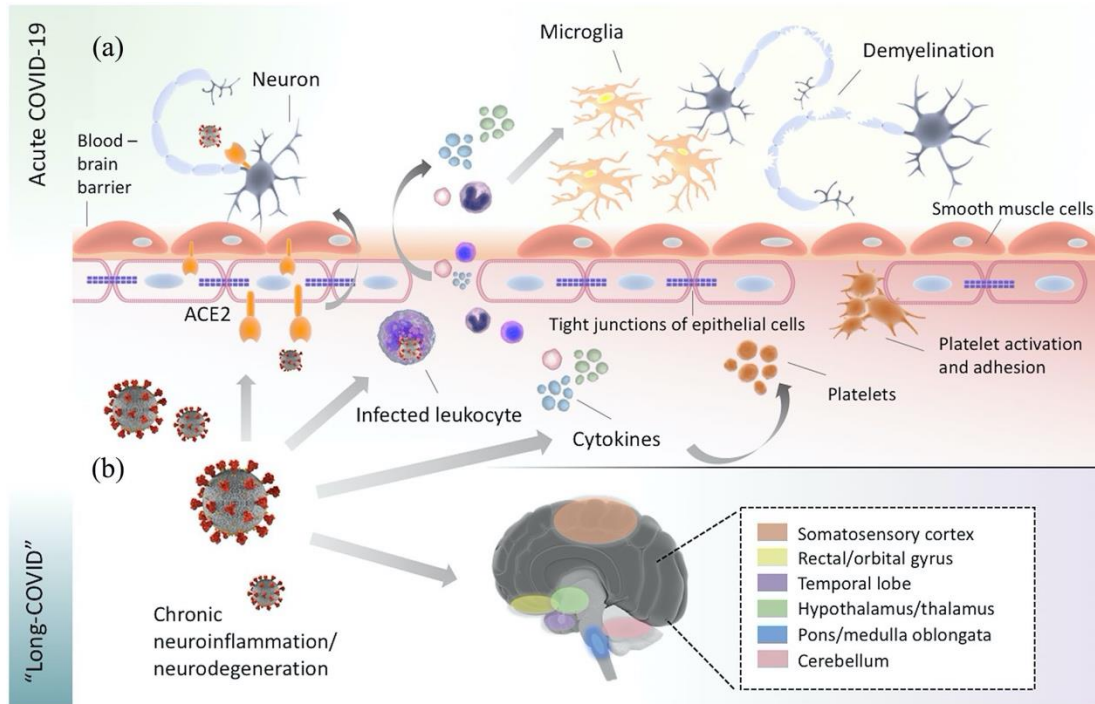 Acute COVID-19
(a)
Microglia
Demyelination
Neuron
Blood –
brain
barrier
Smooth muscle cells
ACE2
Tight junctions of epithelial cells
Platelet activation
and adhesion
Platelets
Infected leukocyte
Cytokines
(b)
"Long-COVID"
Chronic
neuroinflammation/
neurodegeneration
Somatosensory cortex
Rectal/orbital gyrus
Temporal lobe
Hypothalamus/thalamus
Pons/medulla oblongata
Cerebellum